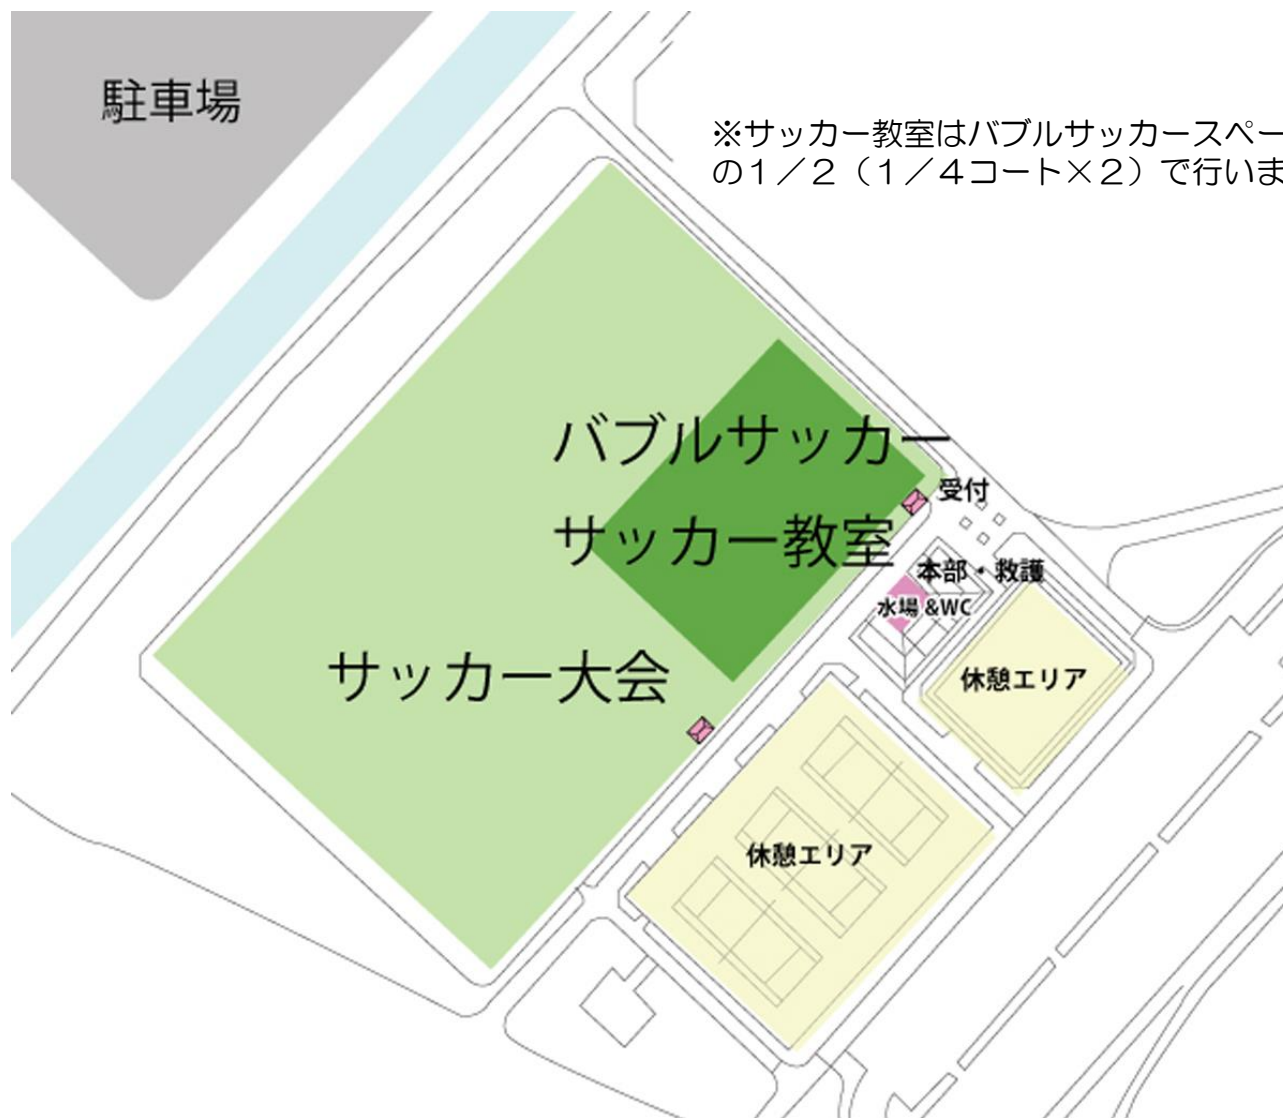 駐車場
※サッカー教室はバブルサッカースペー
の1／2（1／4コート×2）で行いま
バブルサッカー
受付
サッカー教室
本部・救護
水場 &WC
サッカー大会
休憩エリア
休憩エリア